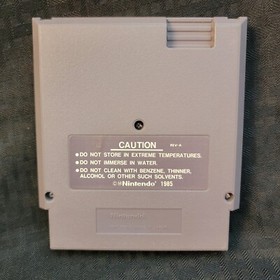 CAUTION
•DO NOT STORE IN EXTREME TEMPERATURES.
•DO NOT IMMERSE IN WATER.
•DO NOT CLEAN WITH BENZENE, THINNER,
ALCOHOL OR OTHER SUCH SOLVENTS.
©Nintendo® 1985